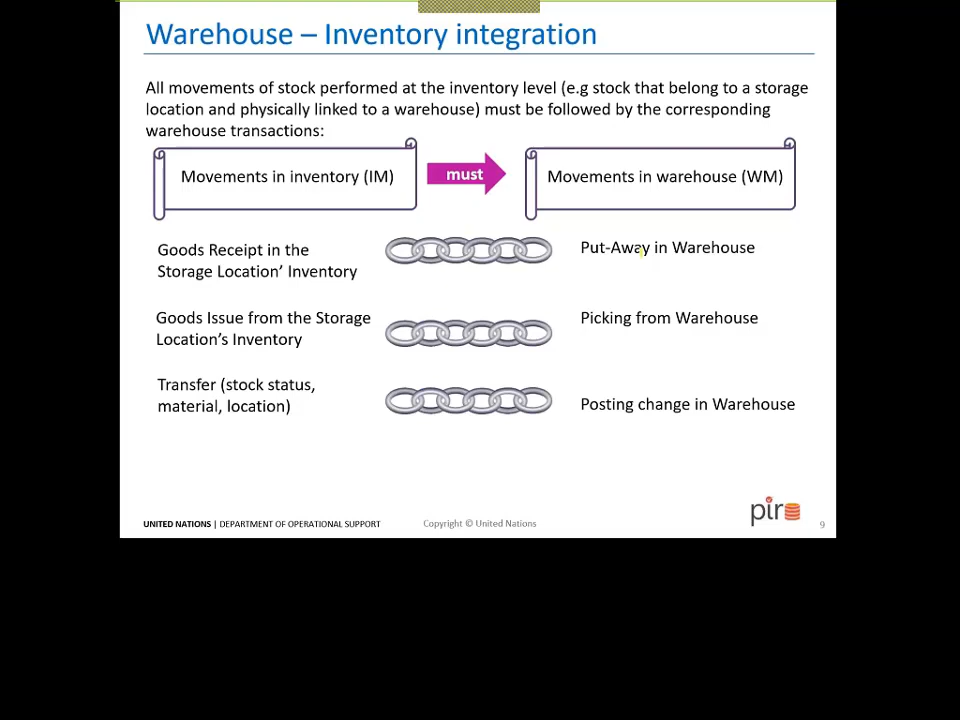 Warehouse – Inventory integration
All movements of stock performed at the inventory level (e.g stock that belong to a storage
location and physically linked to a warehouse) must be followed by the corresponding
warehouse transactions:
Movements in inventory (IM)
must
Movements in warehouse (WM)
Goods Receipt in the
Storage Location’ Inventory
Put-Away in Warehouse
Goods Issue from the Storage
Location’s Inventory
Picking from Warehouse
Transfer (stock status,
material, location)
Posting change in Warehouse
UNITED NATIONS | DEPARTMENT OF OPERATIONAL SUPPORT
Copyright © United Nations
pir
9